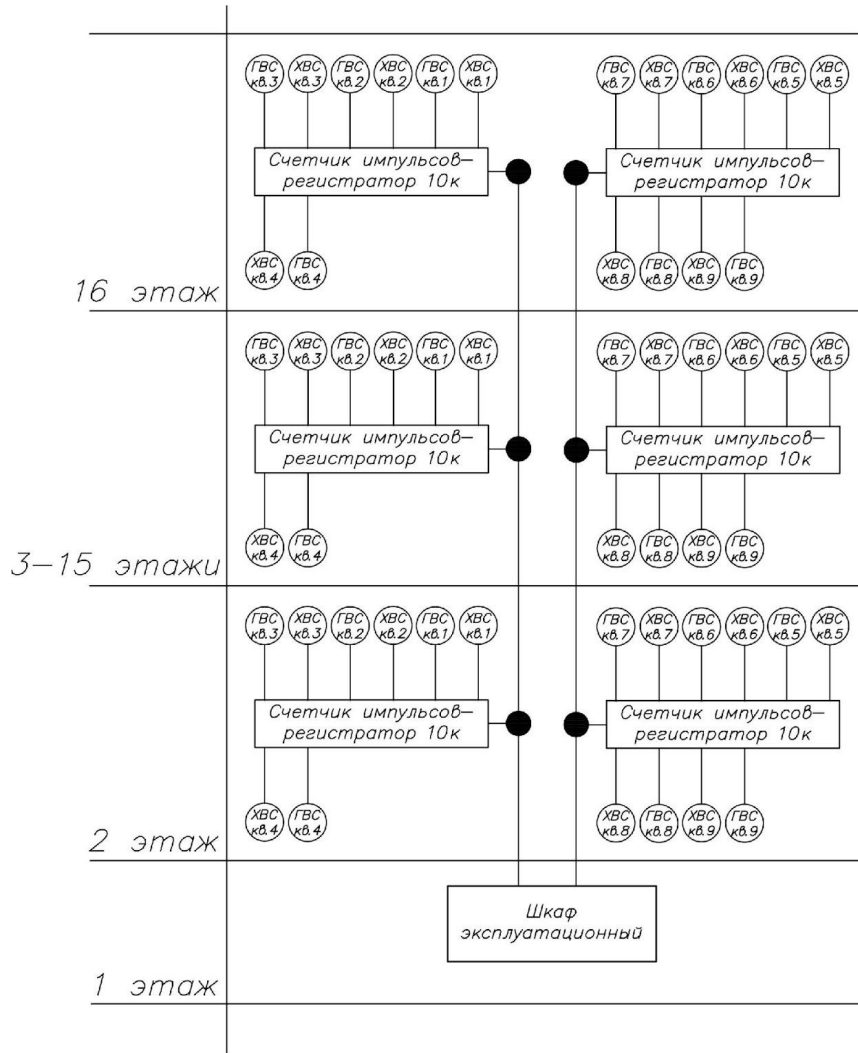 ГВС ХВС ГВС ХВС ГВС ХВС
кв.3 кв.3 кв.2 кв.2 кв.1 кв.1
ГВС ХВС ГВС ХВС ГВС ХВС
кв.7 кв.7 кв.6 кв.6 кв.5 кв.5
Счетчик импульсов-
регистратор 10к
Счетчик импульсов-
регистратор 10к
ХВС ГВС
кв.4 кв.4
ХВС ГВС ХВС ГВС
кв.8 кв.8 кв.9 кв.9
16 этаж
ГВС ХВС ГВС ХВС ГВС ХВС
кв.3 кв.3 кв.2 кв.2 кв.1 кв.1
ГВС ХВС ГВС ХВС ГВС ХВС
кв.7 кв.7 кв.6 кв.6 кв.5 кв.5
Счетчик импульсов-
регистратор 10к
Счетчик импульсов-
регистратор 10к
ХВС ГВС
кв.4 кв.4
ХВС ГВС ХВС ГВС
кв.8 кв.8 кв.9 кв.9
3-15 этажи
ГВС ХВС ГВС ХВС ГВС ХВС
кв.3 кв.3 кв.2 кв.2 кв.1 кв.1
ГВС ХВС ГВС ХВС ГВС ХВС
кв.7 кв.7 кв.6 кв.6 кв.5 кв.5
Счетчик импульсов-
регистратор 10к
Счетчик импульсов-
регистратор 10к
ХВС ГВС
кв.4 кв.4
ХВС ГВС ХВС ГВС
кв.8 кв.8 кв.9 кв.9
2 этаж
Шкаф
эксплуатационный
1 этаж